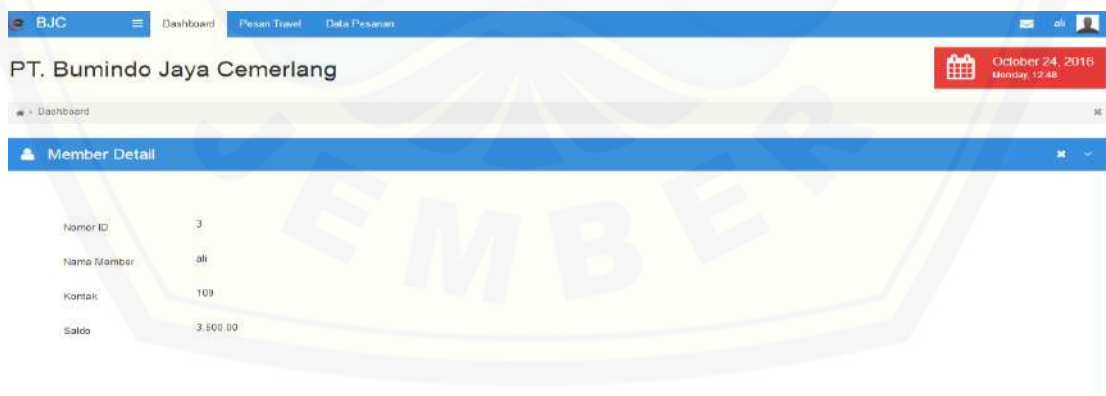 BJC Dashboard Pesan Travel Data Pesanan ali
PT. Bumindo Jaya Cemerlang
October 24, 2016
Monday, 12:48
Dashboard
Member Detail
Nomor ID 3
Nama Member ali
Kontak 109
Saldo 3.500.00
EMBER